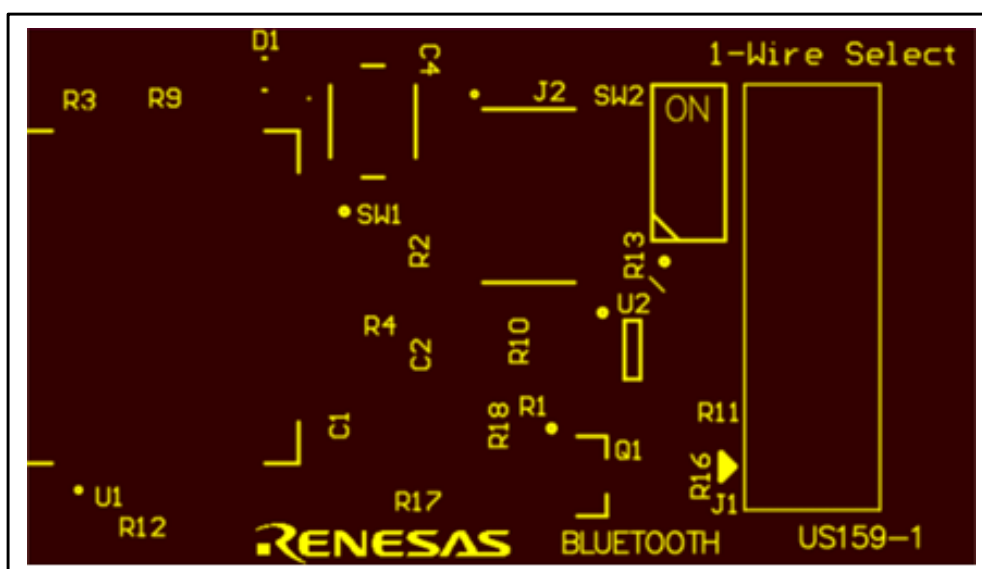 D1
C4
1-Wire Select
R3
R9
J2
SW2
ON
SW1
R2
R13
U2
R4
C2
R10
C1
R18
R1
R11
Q1
R16
U1
R17
J1
R12
RENESAS
BLUETOOTH
US159-1